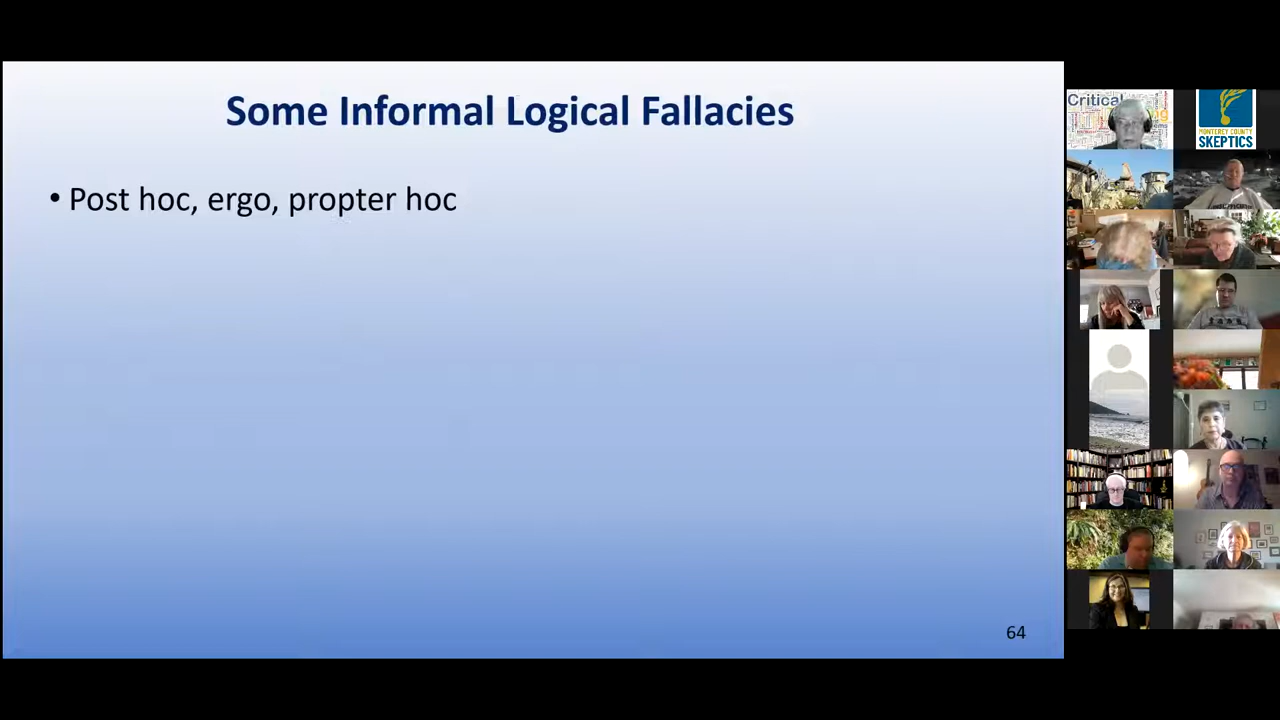 Some Informal Logical Fallacies
• Post hoc, ergo, propter hoc
64
Critical
MONTEREY COUNTY
SKEPTICS